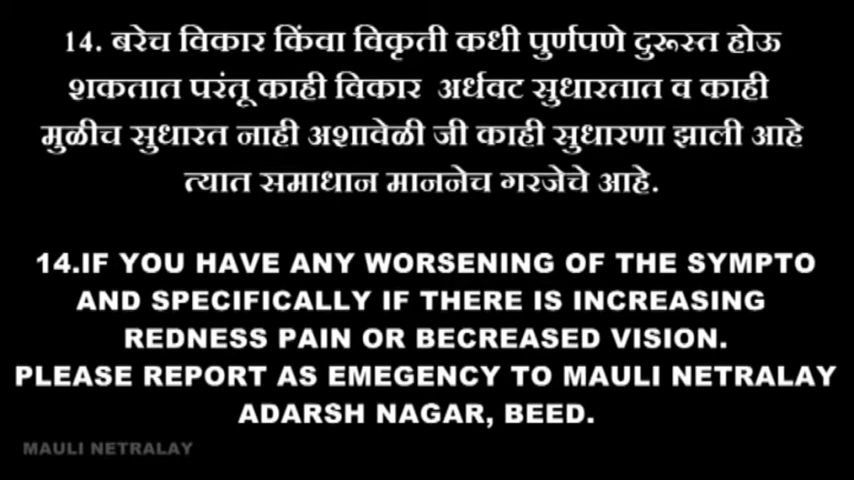 14. बरेच विकार किंवा विकृती कधी पुर्णपणे दुरूस्त होऊ
शकतात परंतू काही विकार अर्धवट सुधारतात व काही
मुळीच सुधारत नाही अशावेळी जी काही सुधारणा झाली आहे
त्यात समाधान माननेच गरजेचे आहे.
14.IF YOU HAVE ANY WORSENING OF THE SYMPTO
AND SPECIFICALLY IF THERE IS INCREASING
REDNESS PAIN OR BECREASED VISION.
PLEASE REPORT AS EMEGENCY TO MAULI NETRALAY
ADARSH NAGAR, BEED.
MAULI NETRALAY